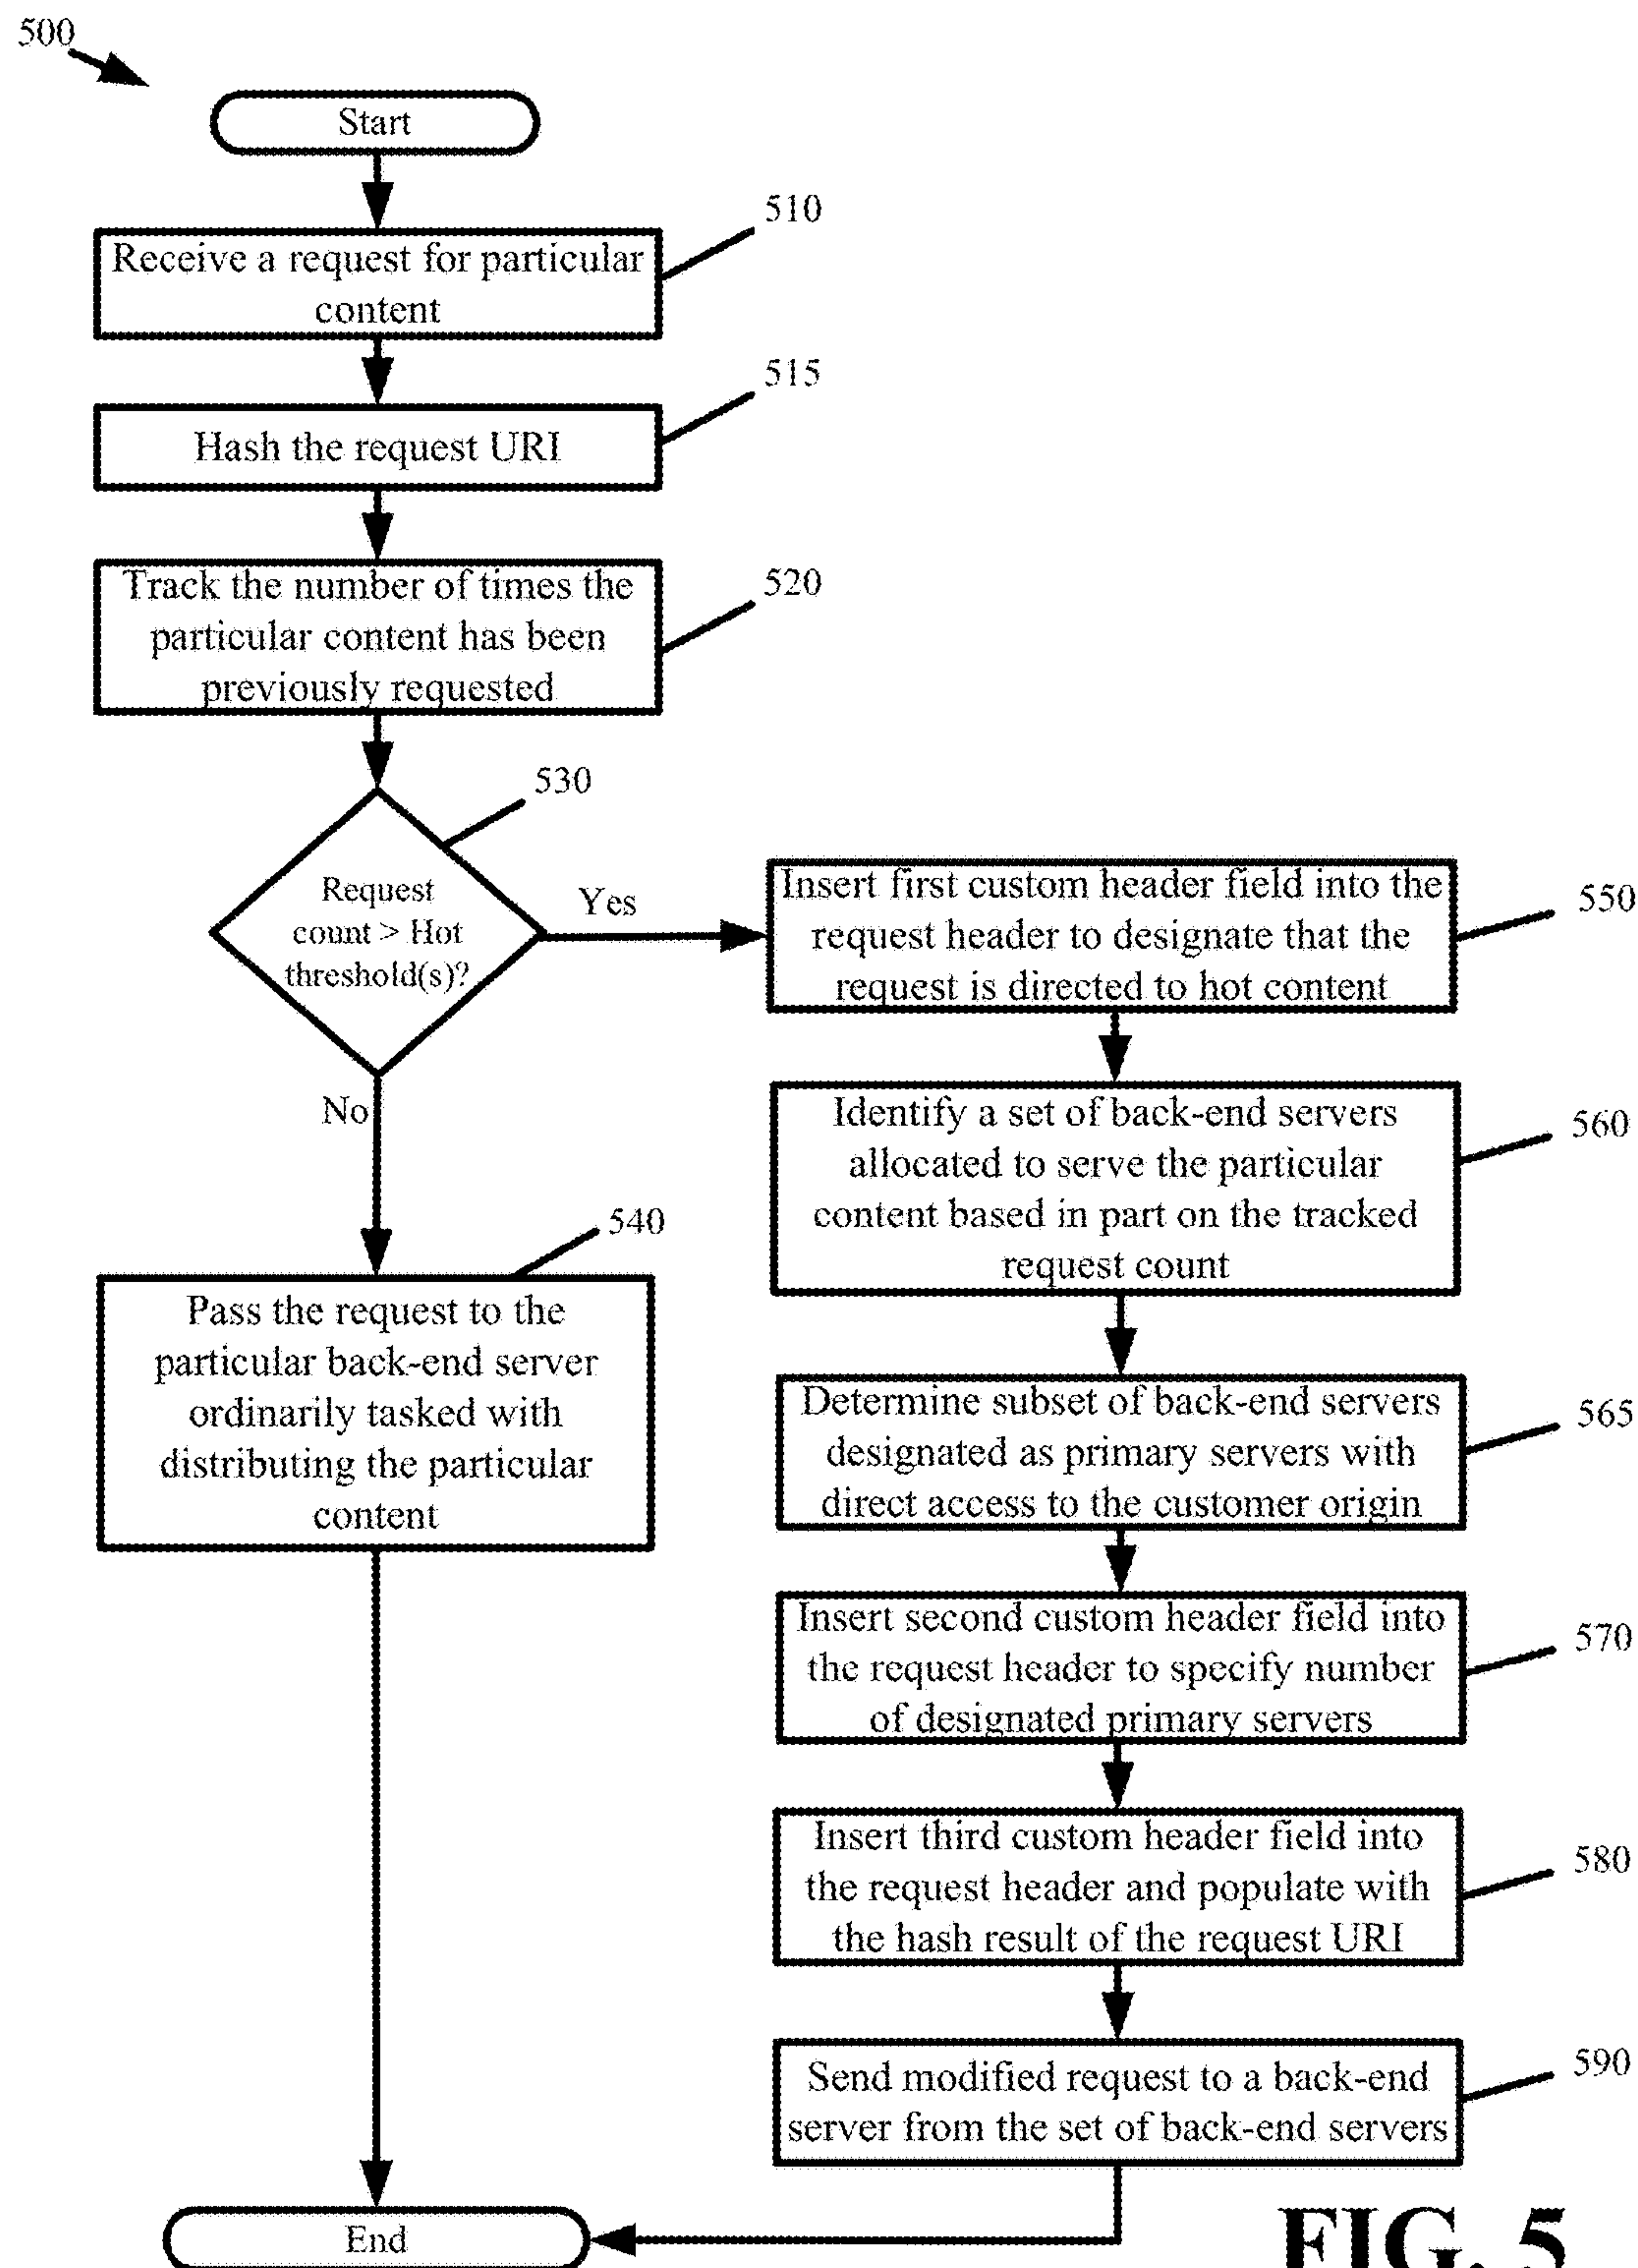 500
Start
510
Receive a request for particular
content
515
Hash the request URI
520
Track the number of times the
particular content has been
previously requested
530
Request
count > Hot
threshold(s)?
Yes
No
540
Pass the request to the
particular back-end server
ordinarily tasked with
distributing the particular
content
550
Insert first custom header field into the
request header to designate that the
request is directed to hot content
560
Identify a set of back-end servers
allocated to serve the particular
content based in part on the tracked
request count
565
Determine subset of back-end servers
designated as primary servers with
direct access to the customer origin
570
Insert second custom header field into
the request header to specify number
of designated primary servers
580
Insert third custom header field into
the request header and populate with
the hash result of the request URI
590
Send modified request to a back-end
server from the set of back-end servers
End
FIG. 5